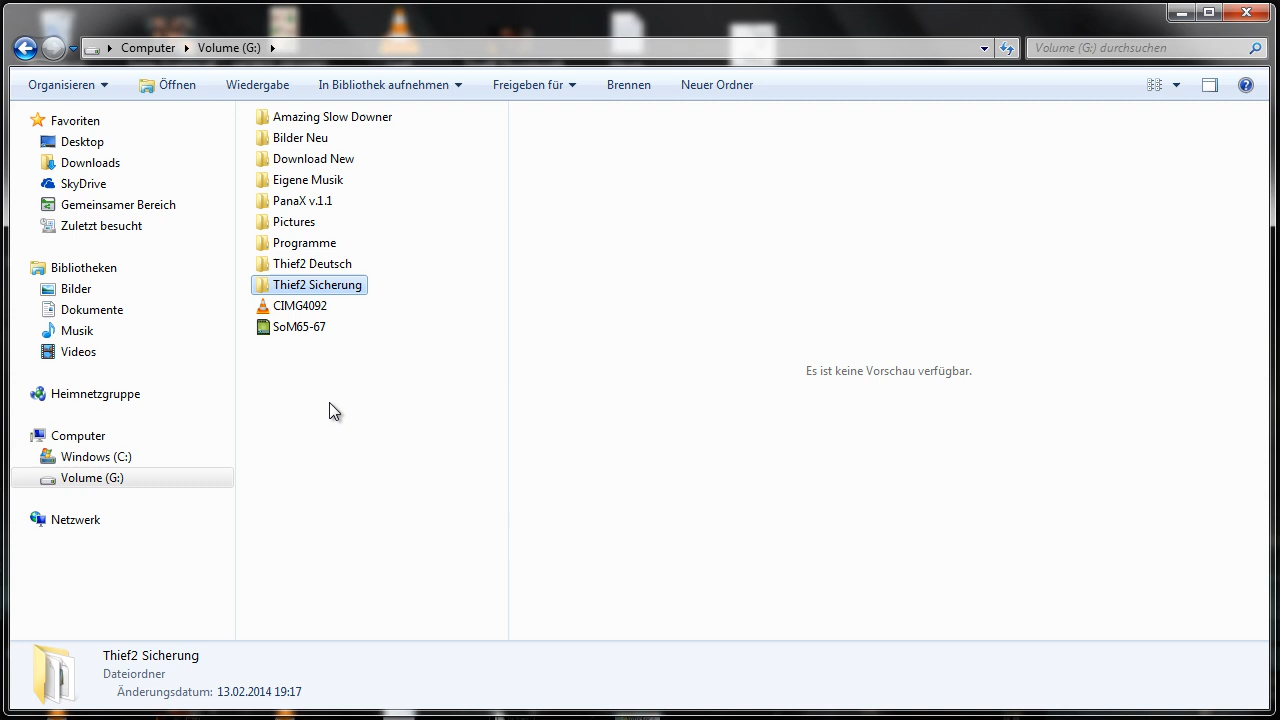 Computer Volume (G:)
Volume (G:) durchsuchen
Organisieren Öffnen Wiedergabe In Bibliothek aufnehmen Freigeben für Brennen Neuer Ordner
Favoriten
Desktop
Downloads
SkyDrive
Gemeinsamer Bereich
Zuletzt besucht
Bibliotheken
Bilder
Dokumente
Musik
Videos
Heimnetzgruppe
Computer
Windows (C:)
Volume (G:)
Netzwerk
Amazing Slow Downer
Bilder Neu
Download New
Eigene Musik
PanaX v.1.1
Pictures
Programme
Thief2 Deutsch
Thief2 Sicherung
CIMG4092
SoM65-67
Es ist keine Vorschau verfügbar.
Thief2 Sicherung
Dateiordner
Änderungsdatum: 13.02.2014 19:17